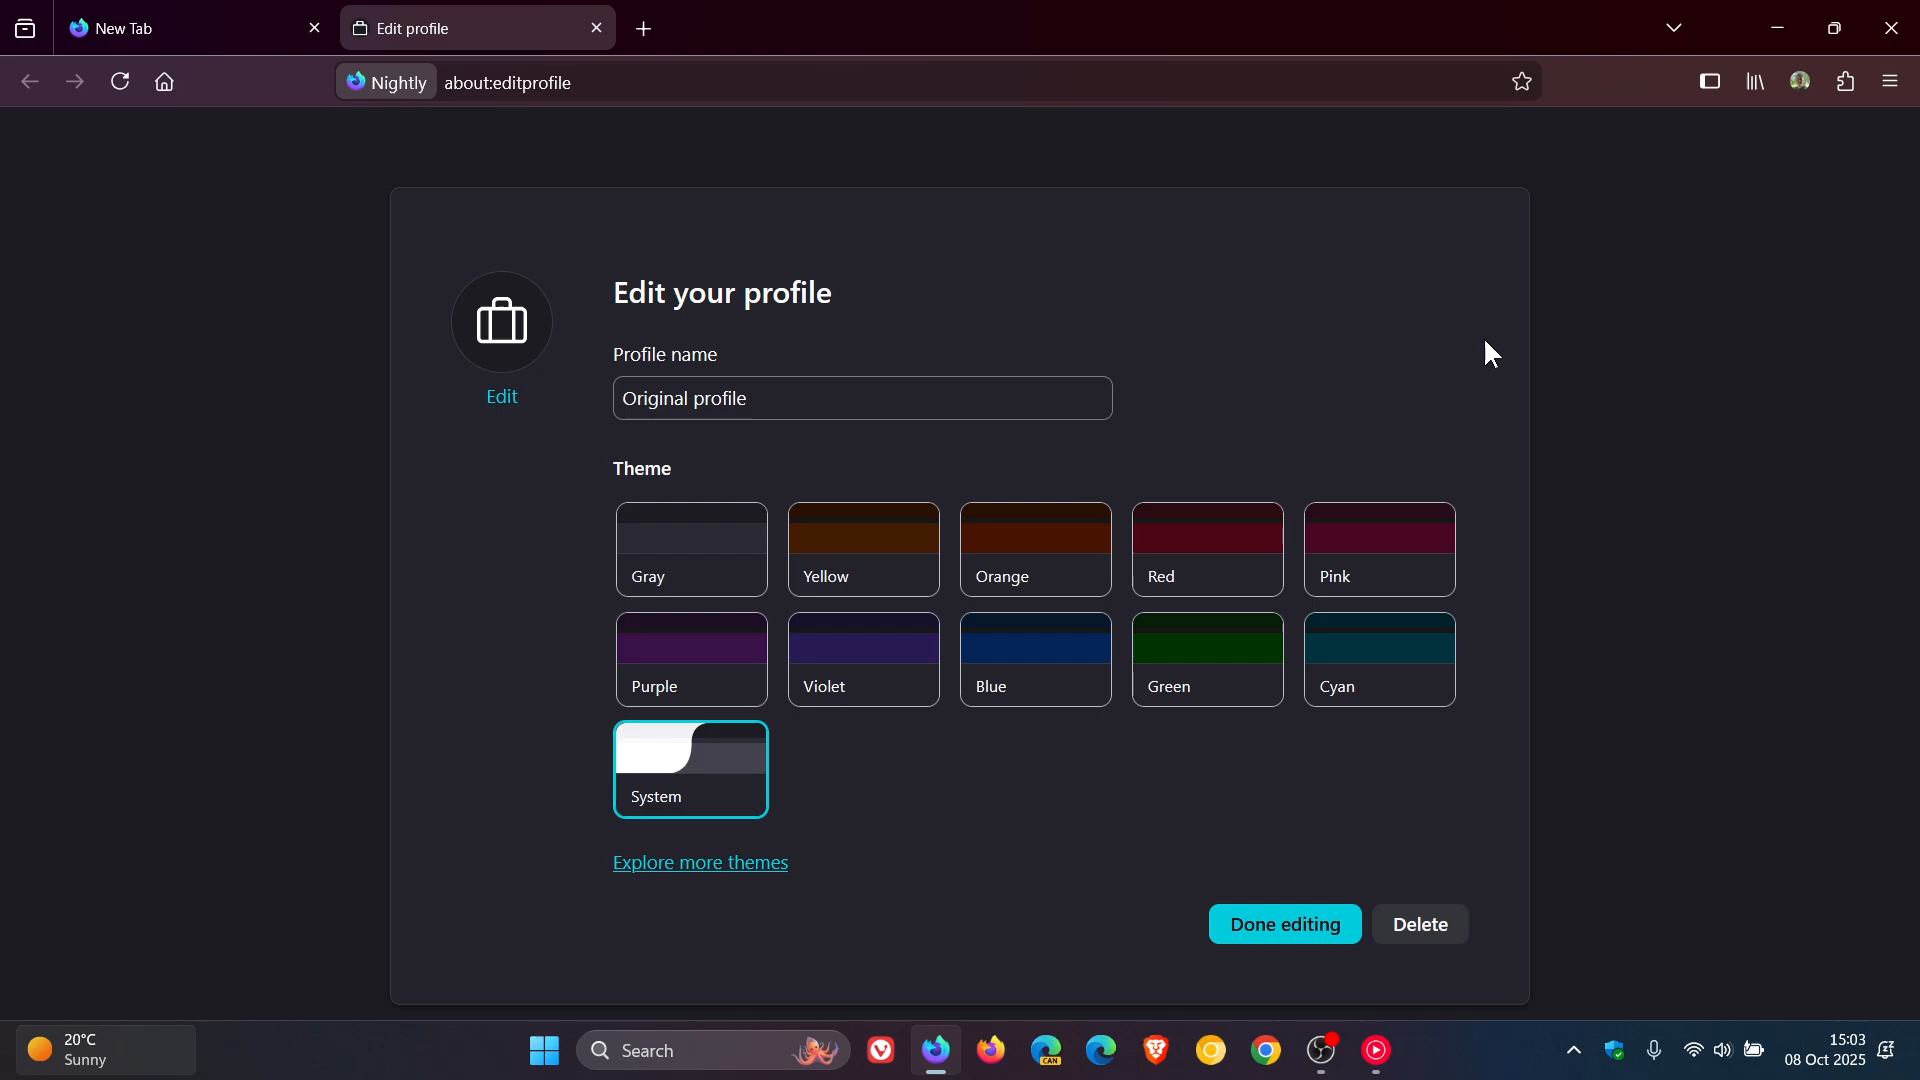 New Tab
Edit profile
Nightly
about:editprofile
Edit your profile
Profile name
Edit
Original profile
Theme
Gray
Yellow
Orange
Red
Pink
Purple
Violet
Blue
Green
Cyan
System
Explore more themes
Done editing
Delete
20°C
Sunny
Search
CAN
15:03
08 Oct 2025